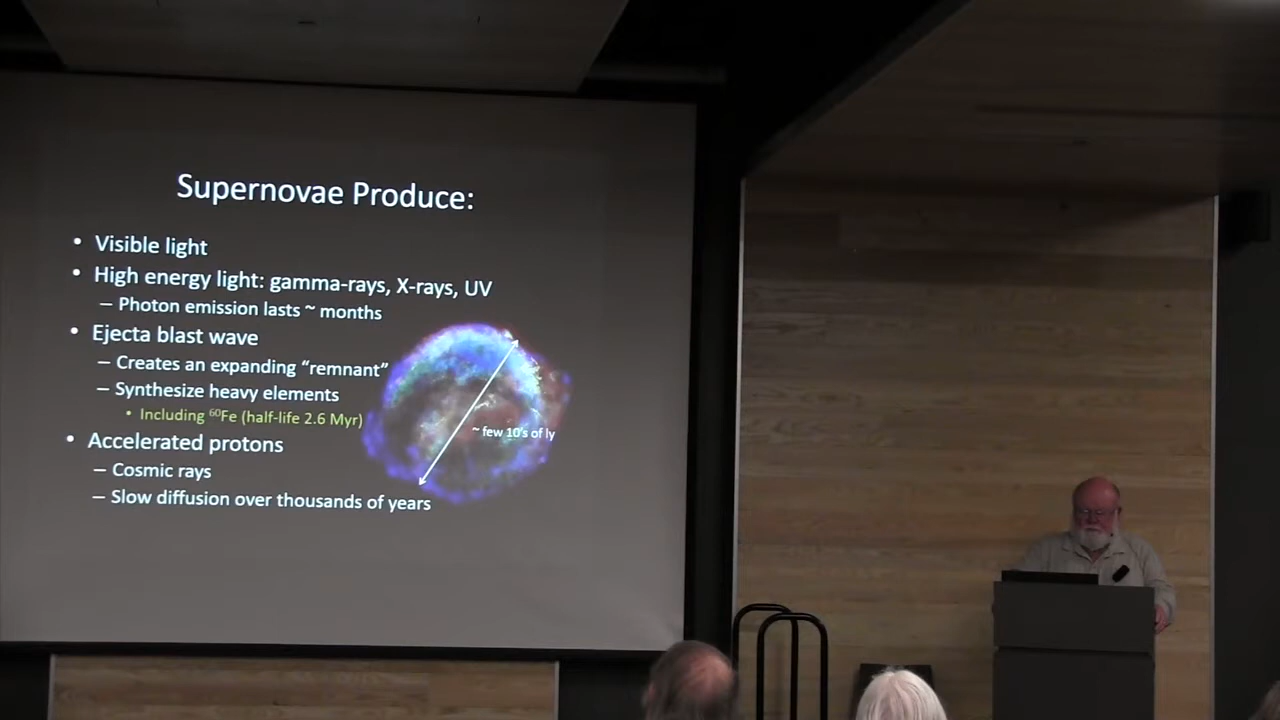 Supernovae Produce:
• Visible light
• High energy light: gamma-rays, X-rays, UV
– Photon emission lasts ~ months
• Ejecta blast wave
– Creates an expanding “remnant”
– Synthesize heavy elements
• Including ⁶⁰Fe (half-life 2.6 Myr)
~ few 10's of ly
• Accelerated protons
– Cosmic rays
– Slow diffusion over thousands of years